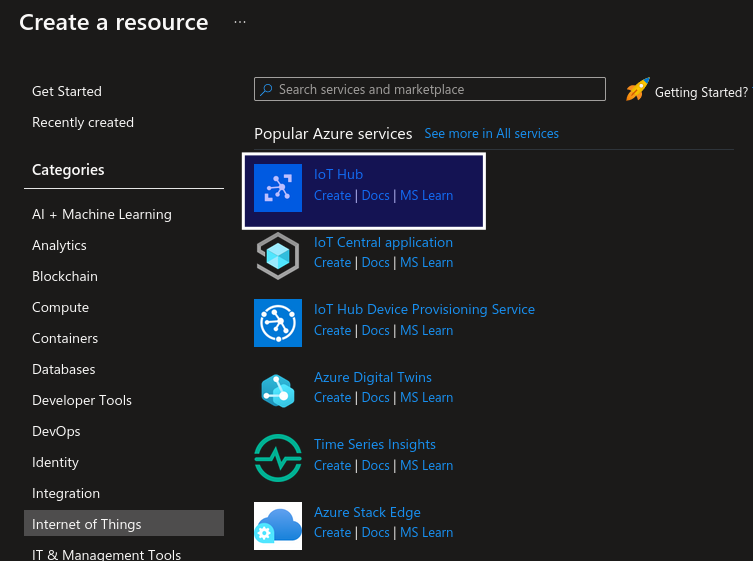 Create a resource ...
Get Started
Recently created
Categories
AI + Machine Learning
Analytics
Blockchain
Compute
Containers
Databases
Developer Tools
DevOps
Identity
Integration
Internet of Things
IT & Management Tools
Search services and marketplace
Getting Started?
Popular Azure services See more in All services
IoT Hub
Create | Docs | MS Learn
IoT Central application
Create | Docs | MS Learn
IoT Hub Device Provisioning Service
Create | Docs | MS Learn
Azure Digital Twins
Create | Docs | MS Learn
Time Series Insights
Create | Docs | MS Learn
Azure Stack Edge
Create | Docs | MS Learn